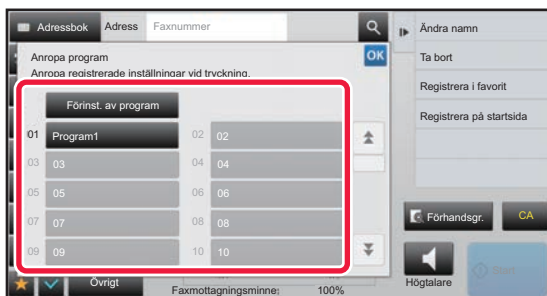 Adressbok Adress Faxnummer
Anropa program OK
Anropa registrerade inställningar vid tryckning.
Förinst. av program
01 Program1 02 02
03 03 04 04
05 05 06 06
07 07 08 08
09 09 10 10
Ändra namn
Ta bort
Registrera i favorit
Registrera på startsida
Förhandsgr. CA
Högtalare Start
Övrigt
Faxmottagningsminne: 100%